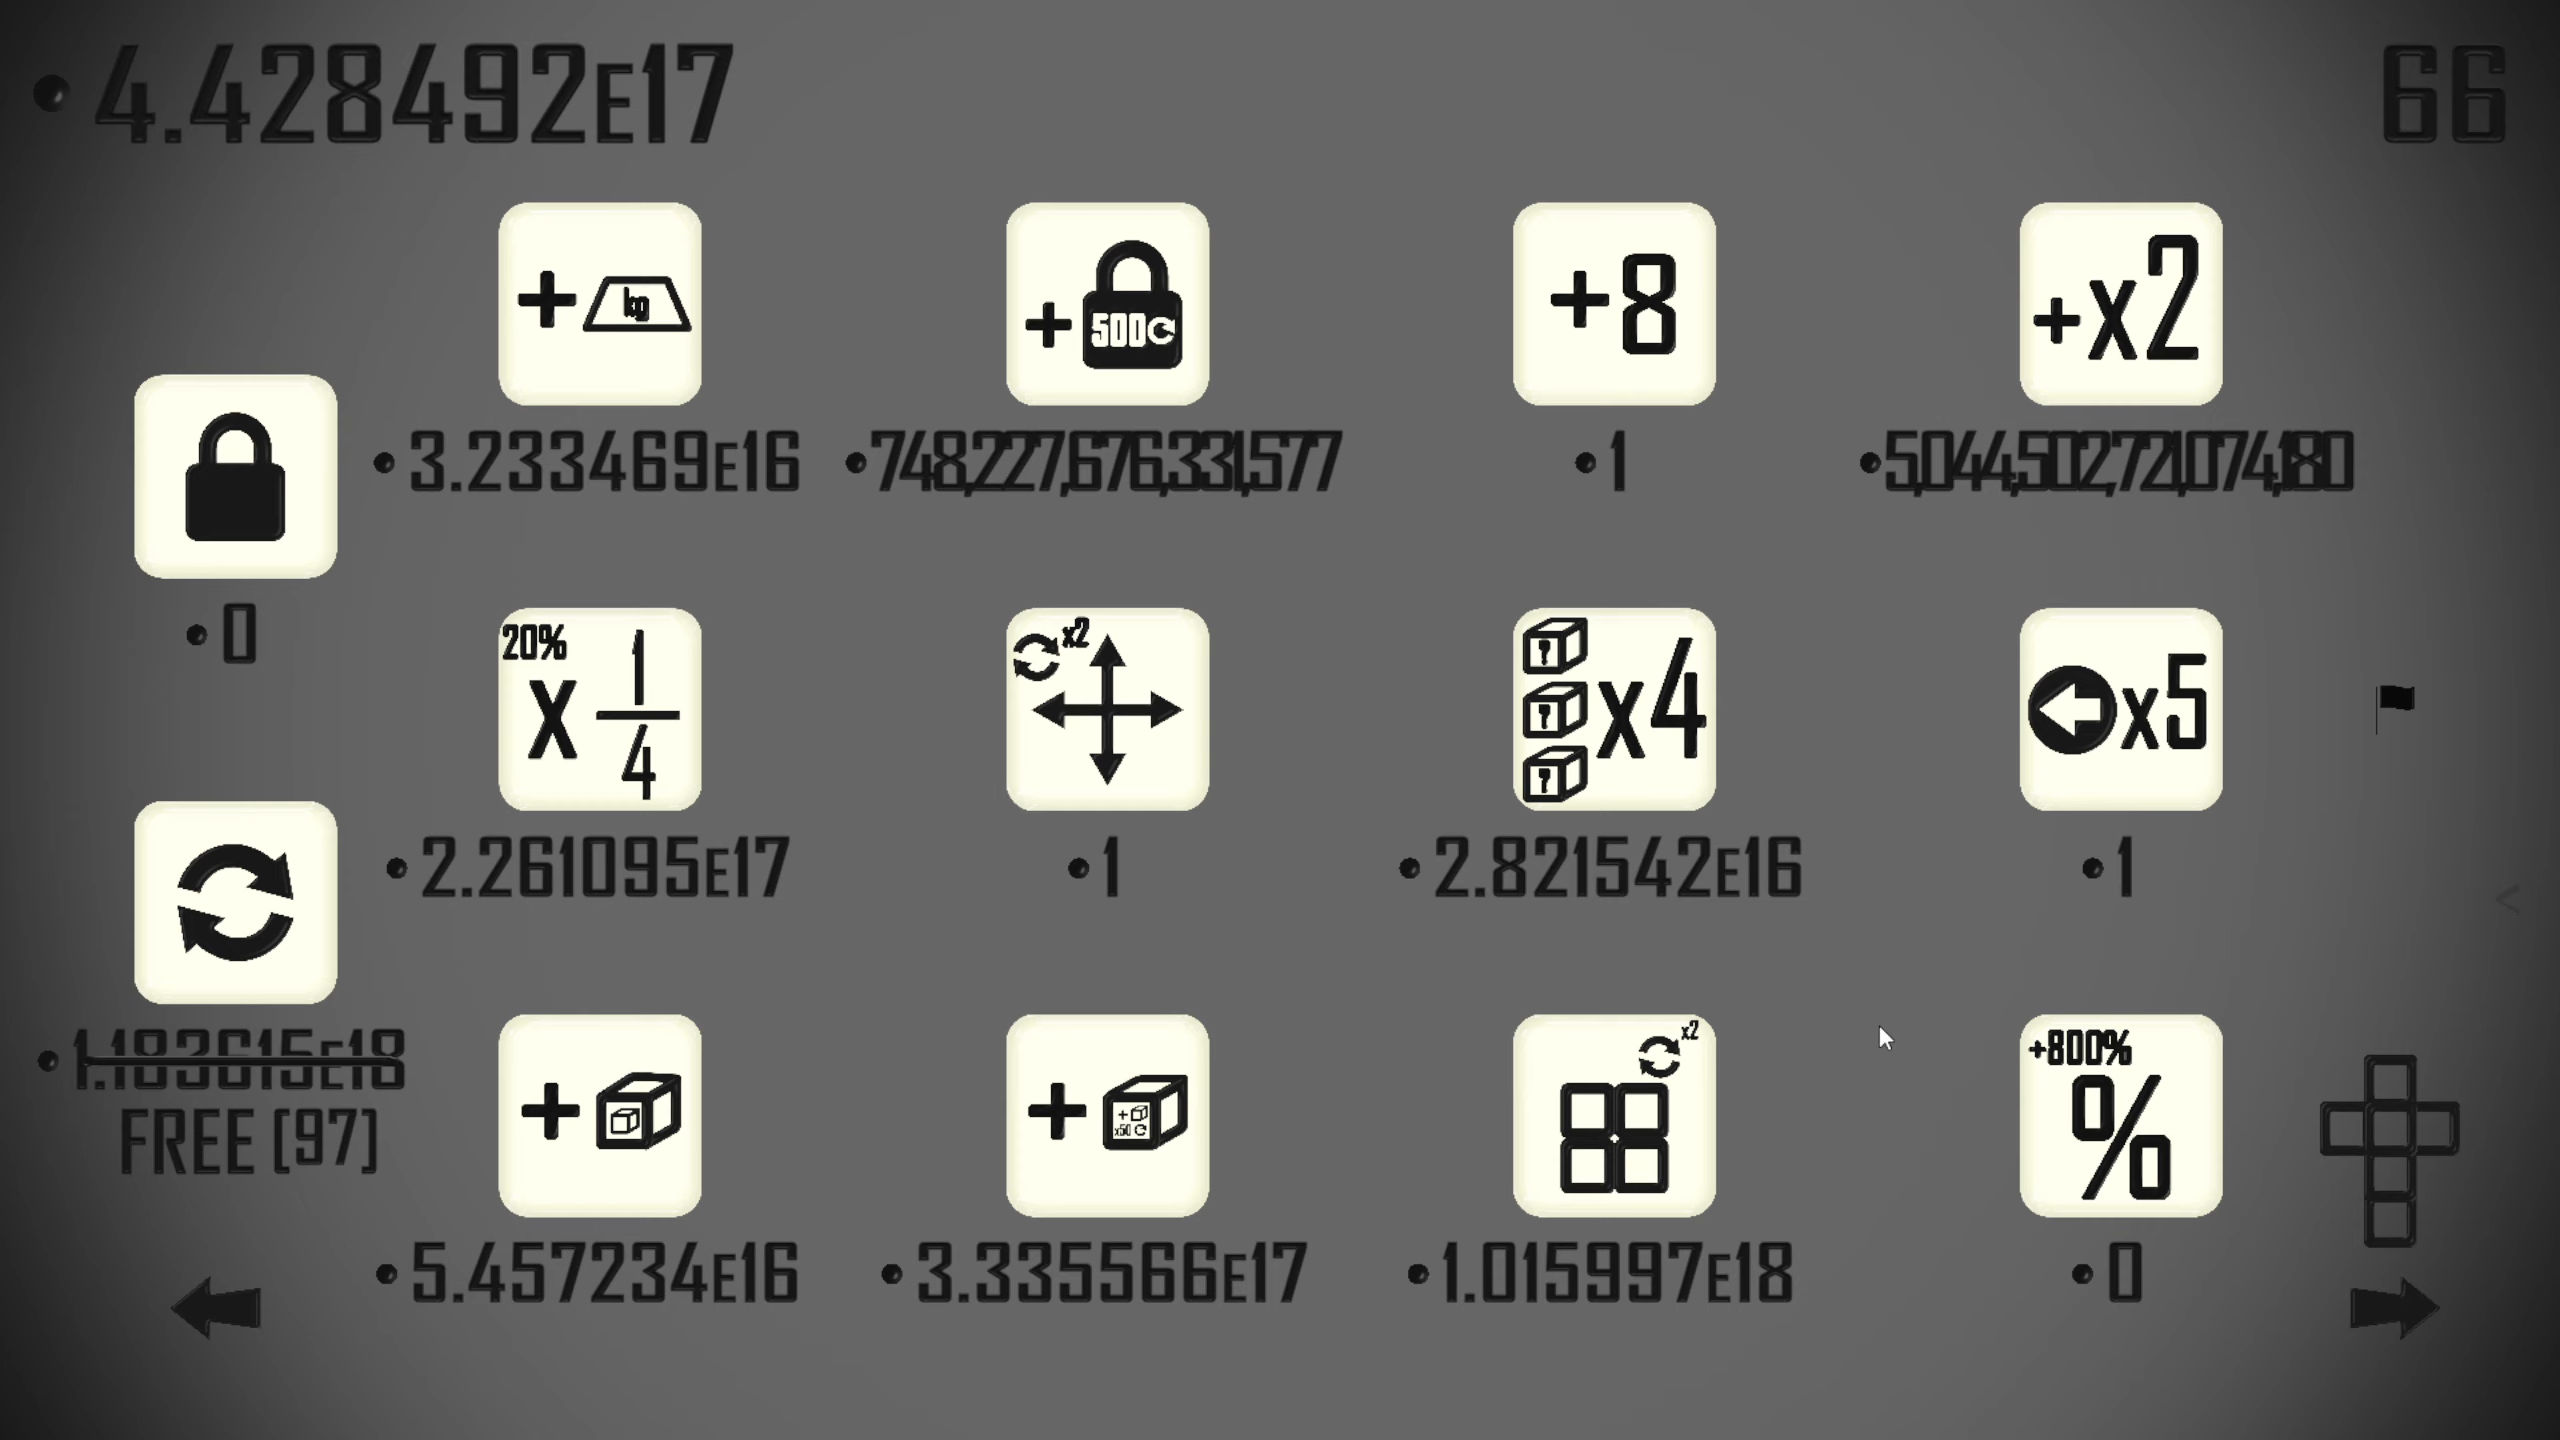 4.428492E17
66
+kg
+500
+8
+x2
3.233469E16
748,227,676,331,577
1
5,044,502,721,074,180
0
20%
x 1/4
x2
x4
x5
2.261095E17
1
2.821542E16
1
1.183615E18
FREE [97]
+
+
+
x50
x2
+800%
%
5.457234E16
3.335566E17
1.015997E18
0
<